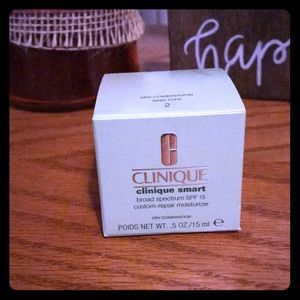 hap
DRY COMBINATION
SKIN TYPE
2
C
CLINIQUE
clinique smart
broad spectrum SPF 15
custom-repair moisturizer
DRY COMBINATION
POIDS NET WT. .5 OZ./15 ml e